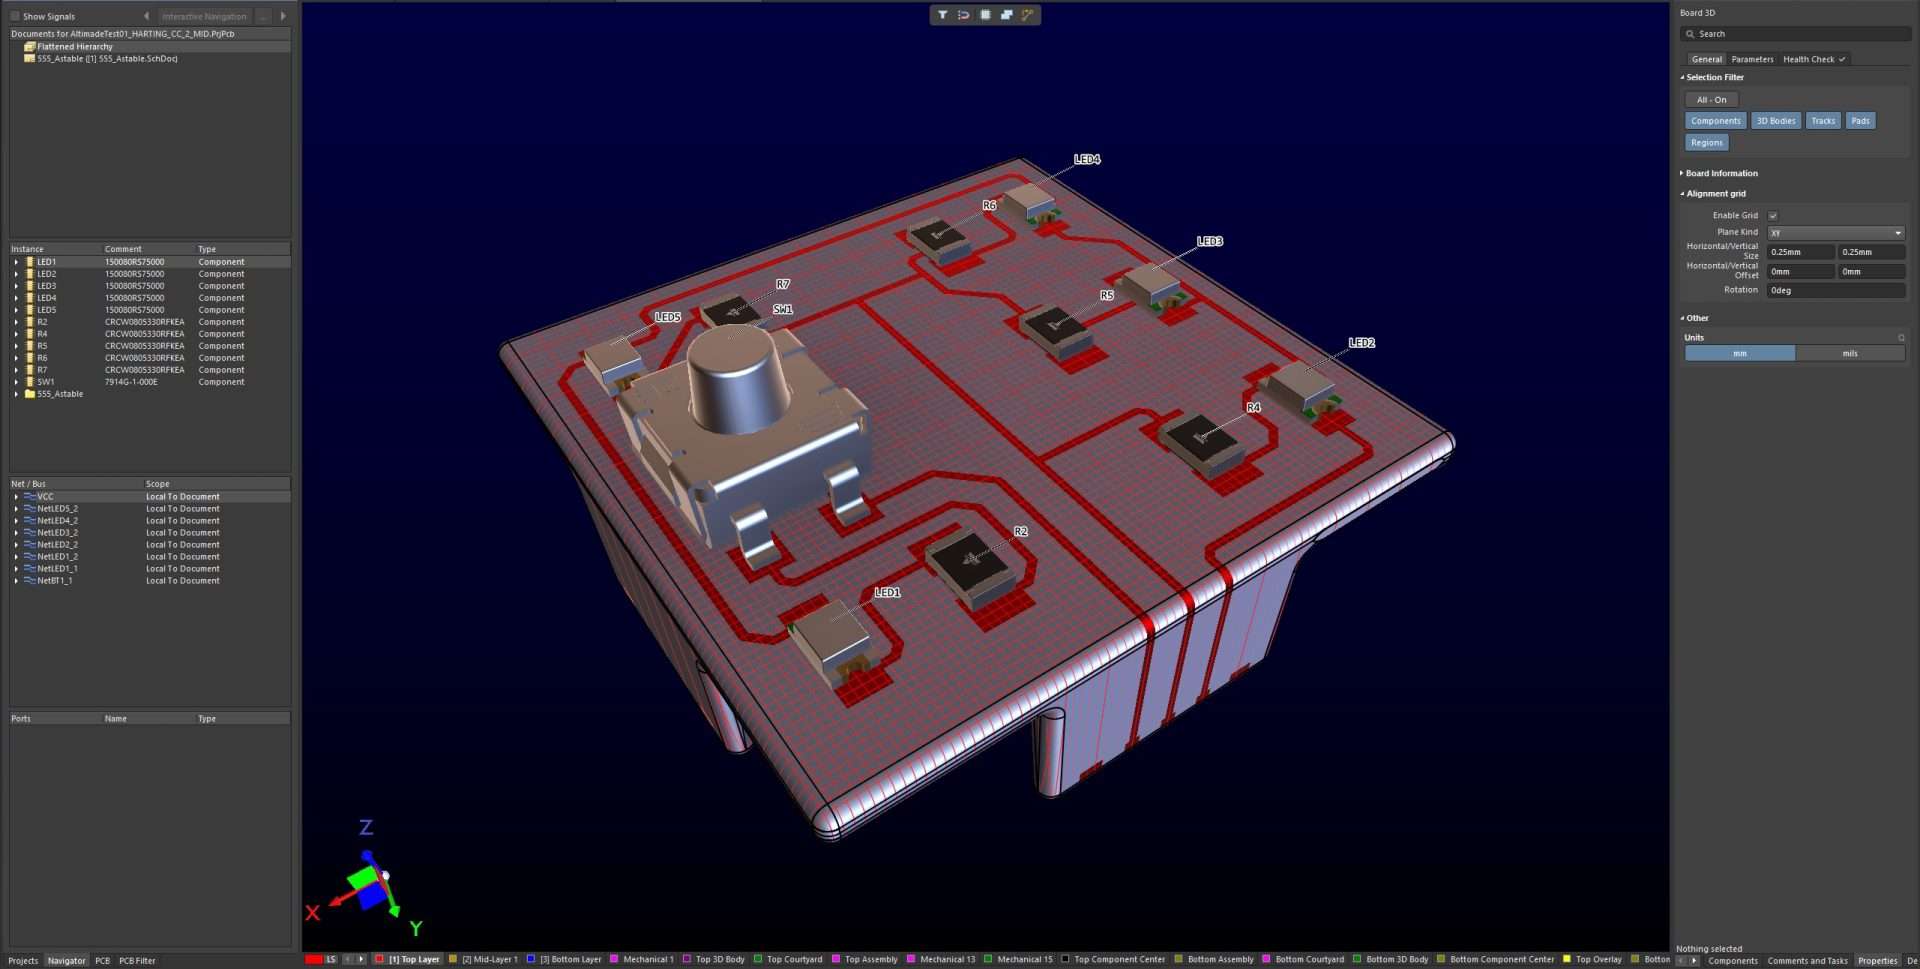 Show Signals
Interactive Navigation
...
Documents for AltimadeTest01_HARTING_CC_2_MID.PrjPcb
Flattened Hierarchy
555_Astable ([1] 555_Astable.SchDoc)
Instance Comment Type
LED1 150080RS75000 Component
LED2 150080RS75000 Component
LED3 150080RS75000 Component
LED4 150080RS75000 Component
LED5 150080RS75000 Component
R2 CRCW0805330RFKEA Component
R4 CRCW0805330RFKEA Component
R5 CRCW0805330RFKEA Component
R6 CRCW0805330RFKEA Component
R7 CRCW0805330RFKEA Component
SW1 7914G-1-000E Component
555_Astable
Net / Bus Scope
VCC Local To Document
NetLED5_2 Local To Document
NetLED4_2 Local To Document
NetLED3_2 Local To Document
NetLED2_2 Local To Document
NetLED1_2 Local To Document
NetLED1_1 Local To Document
NetBT1_1 Local To Document
Ports Name Type
Projects Navigator PCB PCB Filter
LED4
R6
LED3
R7
R5
SW1
LED5
LED2
R4
R2
LED1
Z
X
Y
LS [1] Top Layer [2] Mid-Layer 1 [3] Bottom Layer Mechanical 1 Top 3D Body Top Courtyard Top Assembly Mechanical 13 Mechanical 15 Top Component Center Bottom Assembly Bottom Courtyard Bottom 3D Body Bottom Component Center Top Overlay Botton
Board 3D
Search
General Parameters Health Check
Selection Filter
All - On
Components 3D Bodies Tracks Pads
Regions
Board Information
Alignment grid
Enable Grid
Plane Kind XY
Horizontal/Vertical Size 0.25mm 0.25mm
Horizontal/Vertical Offset 0mm 0mm
Rotation 0deg
Other
Units
mm mils
Nothing selected
Components Comments and Tasks Properties De